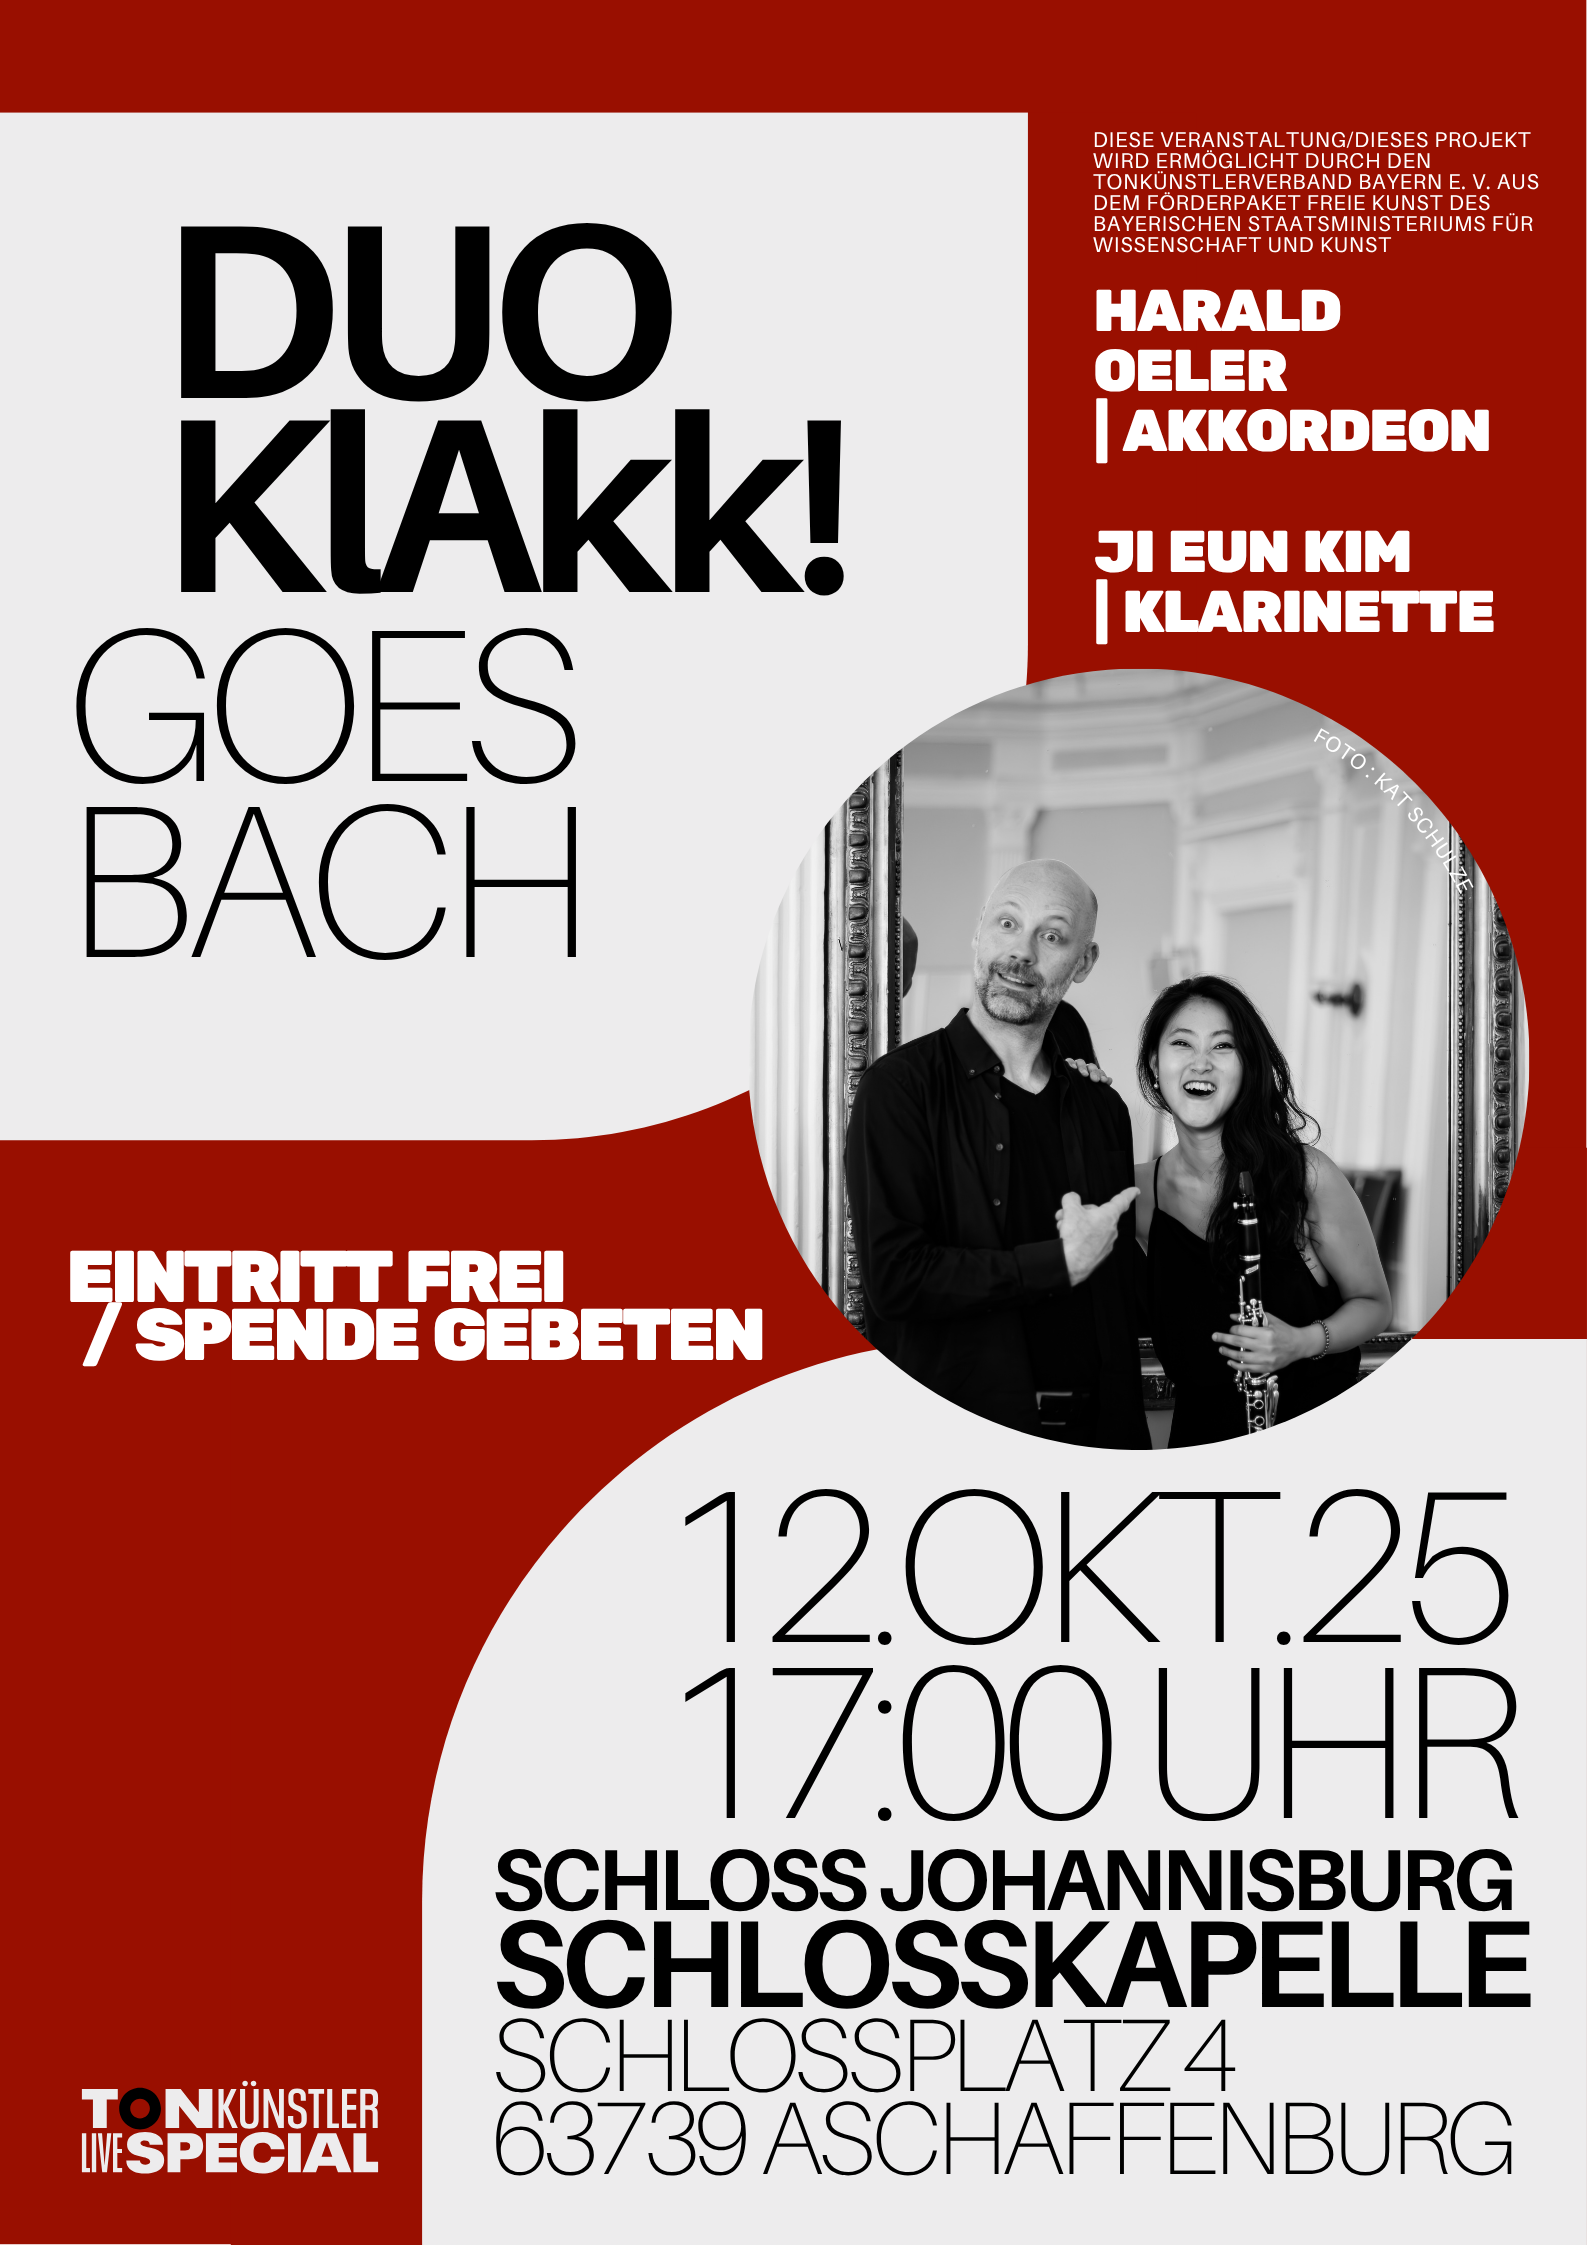 DUO
KlAkk!
GOES
BACH
DIESE VERANSTALTUNG/DIESES PROJEKT
WIRD ERMÖGLICHT DURCH DEN
TONKÜNSTLERVERBAND BAYERN E. V. AUS
DEM FÖRDERPAKET FREIE KUNST DES
BAYERISCHEN STAATSMINISTERIUMS FÜR
WISSENSCHAFT UND KUNST
HARALD
OELER
| AKKORDEON
JI EUN KIM
| KLARINETTE
FOTO : KAT SCHULZE
EINTRITT FREI
/ SPENDE GEBETEN
12.OKT.25
17:00 UHR
SCHLOSS JOHANNISBURG
SCHLOSSKAPELLE
SCHLOSSPLATZ 4
63739 ASCHAFFENBURG
TONKÜNSTLER
LIVE SPECIAL